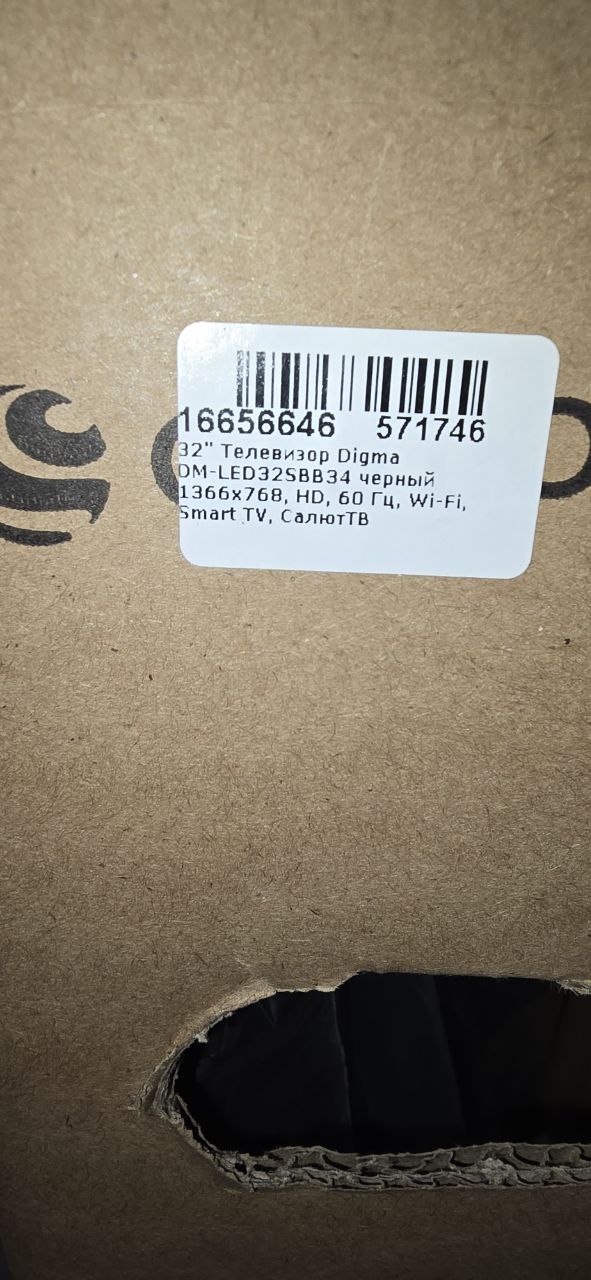 16656646 571746
32" Телевизор Digma
DM-LED32SBB34 черный
1366x768, HD, 60 Гц, Wi-Fi,
Smart TV, СалютТВ